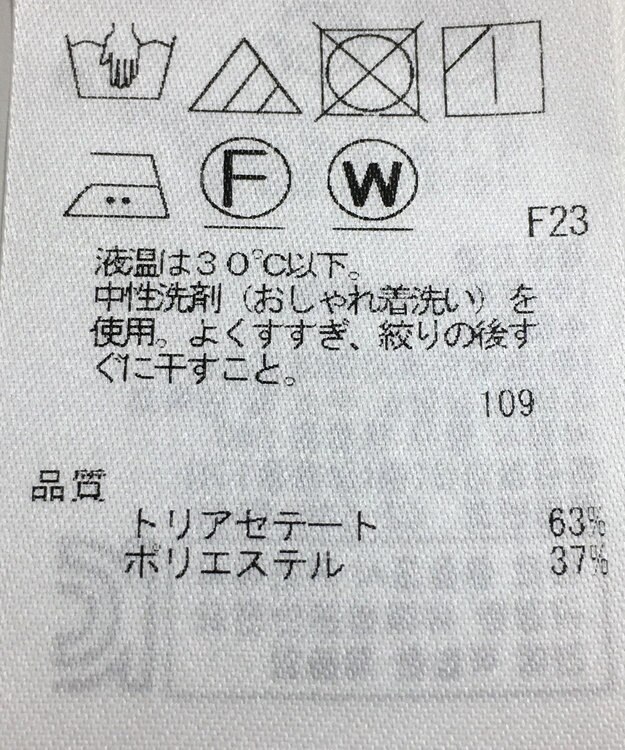 F W F23
液温は30℃以下。
中性洗剤（おしゃれ着洗い）を
使用。よくすすぎ、絞りの後す
ぐに干すこと。
109
品質
トリアセテート 63%
ポリエステル 37%